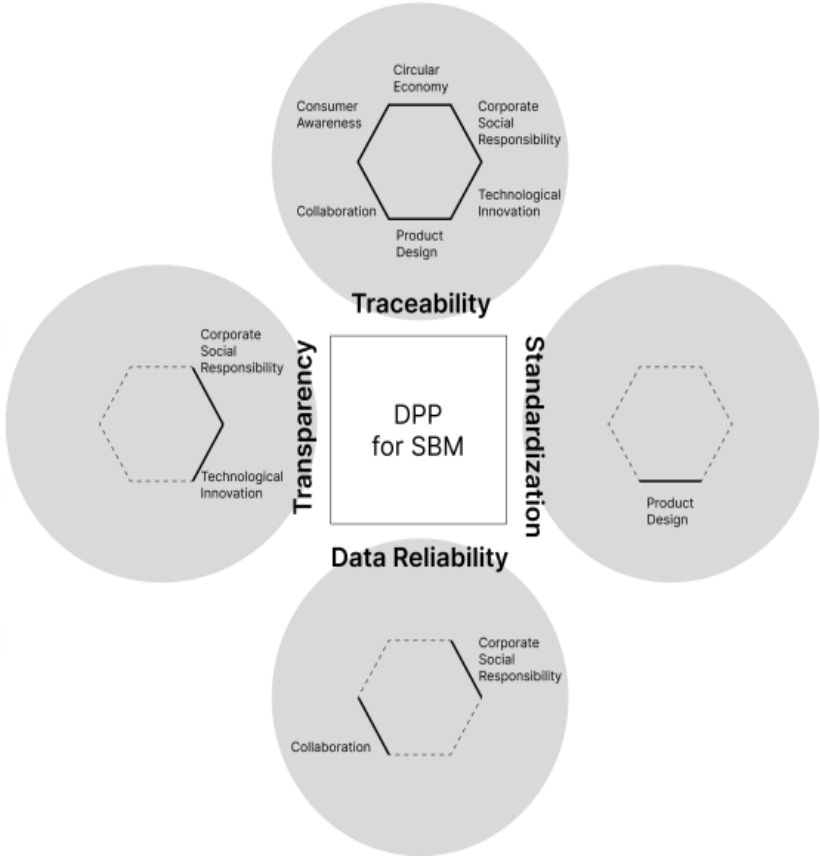 Circular
Economy
Consumer
Awareness
Corporate
Social
Responsibility
Collaboration
Technological
Innovation
Product
Design
Traceability
Corporate
Social
Responsibility
Technological
Innovation
Transparency
DPP
for SBM
Standardization
Product
Design
Data Reliability
Corporate
Social
Responsibility
Collaboration